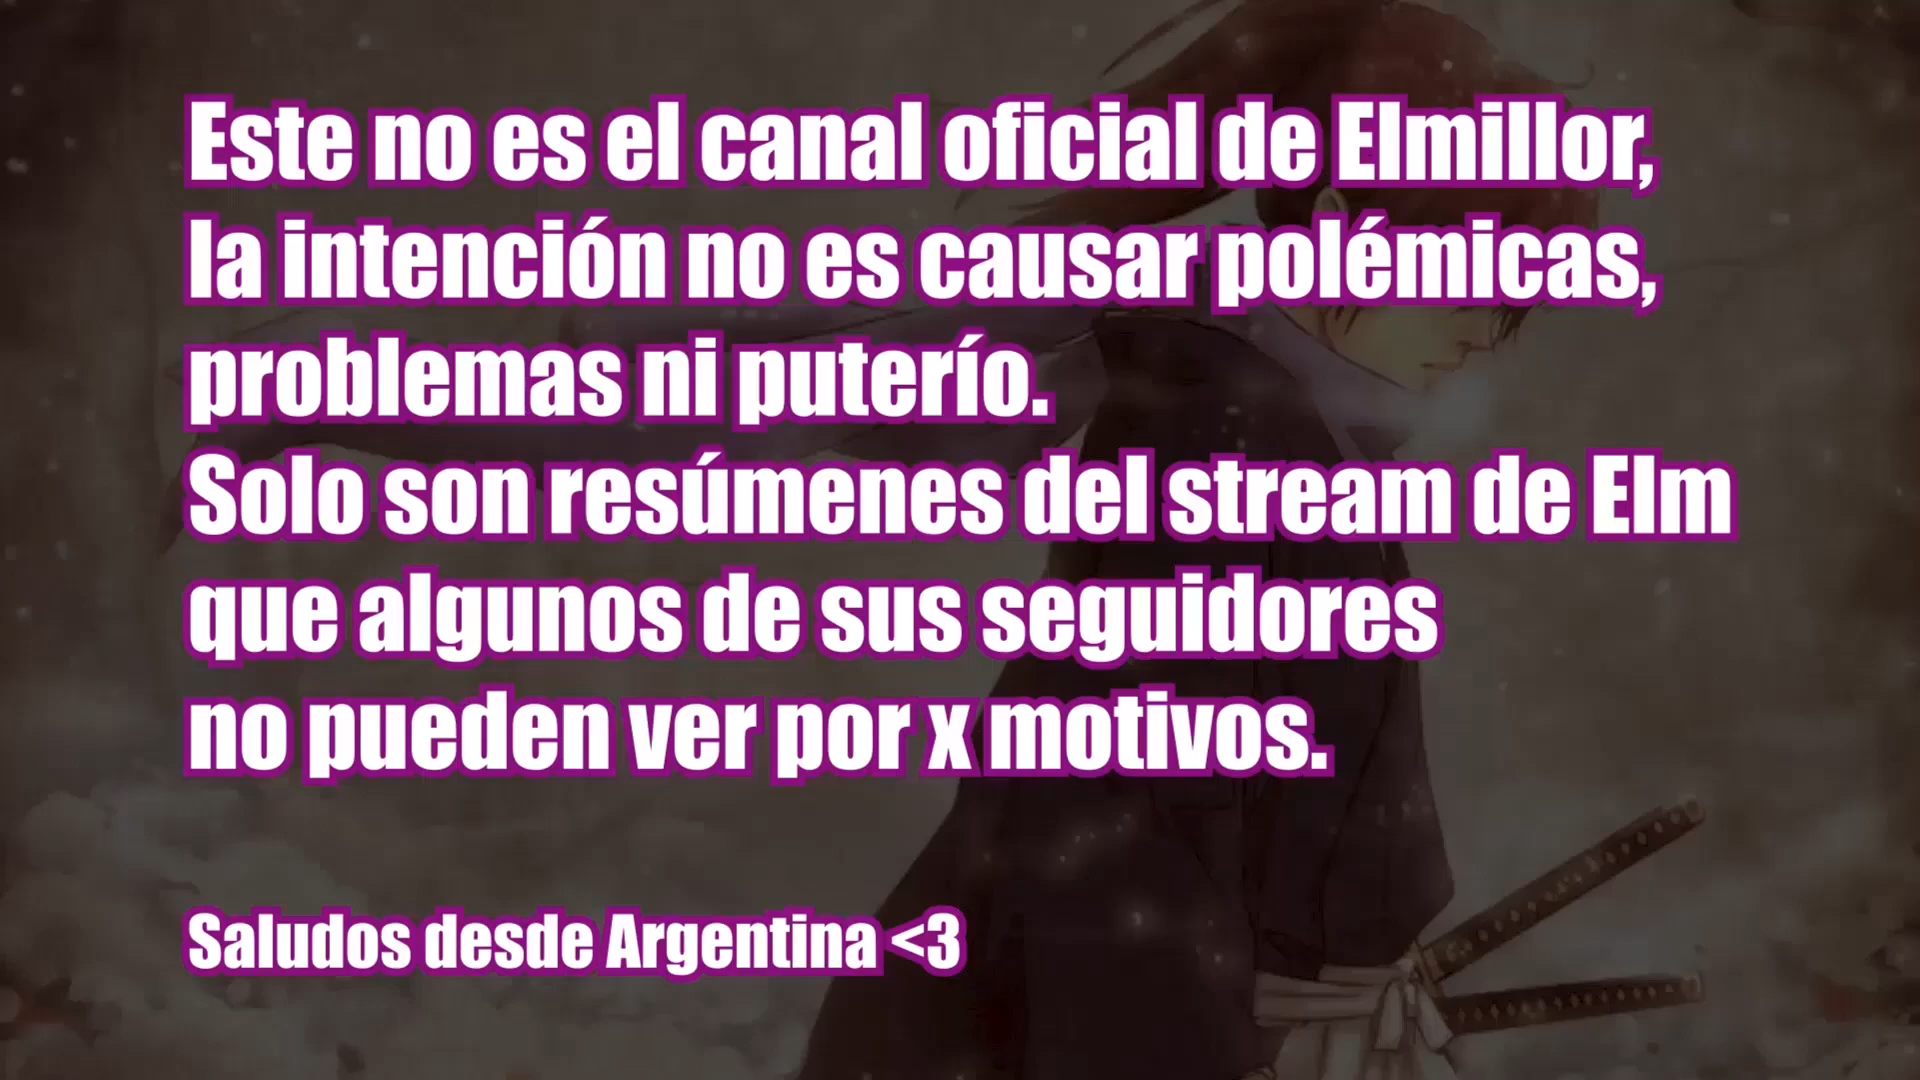 Este no es el canal oficial de Elmillor,
la intención no es causar polémicas,
problemas ni puterío.
Solo son resúmenes del stream de Elm
que algunos de sus seguidores
no pueden ver por x motivos.
Saludos desde Argentina <3